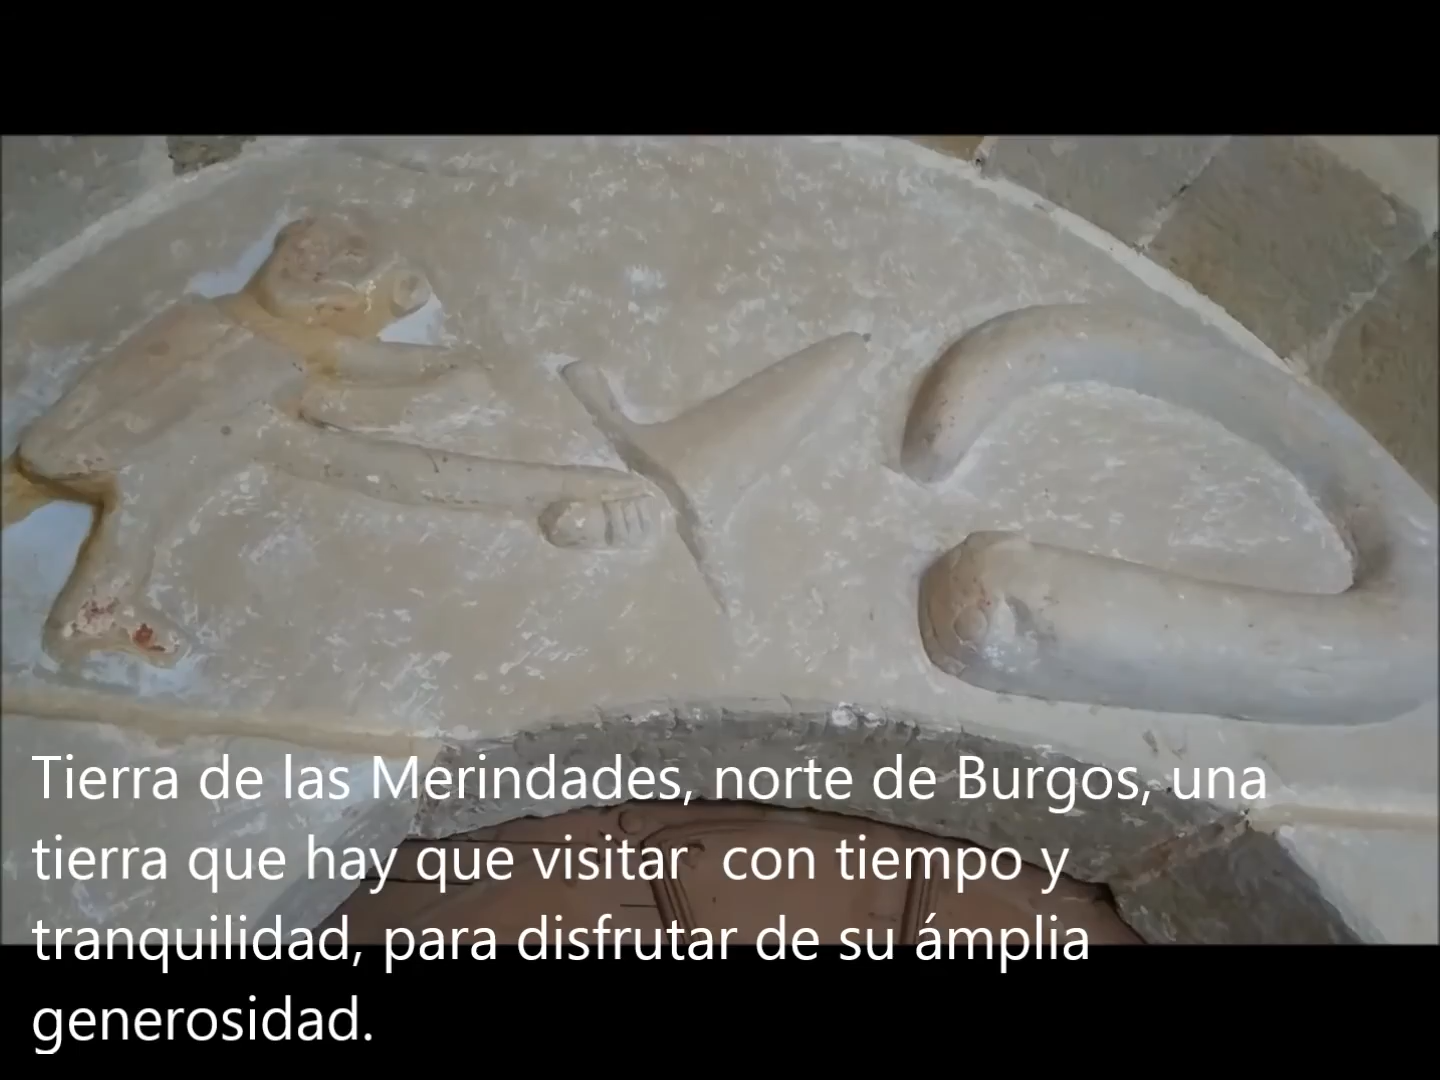 Tierra de las Merindades, norte de Burgos, una
tierra que hay que visitar  con tiempo y
tranquilidad, para disfrutar de su ámplia
generosidad.